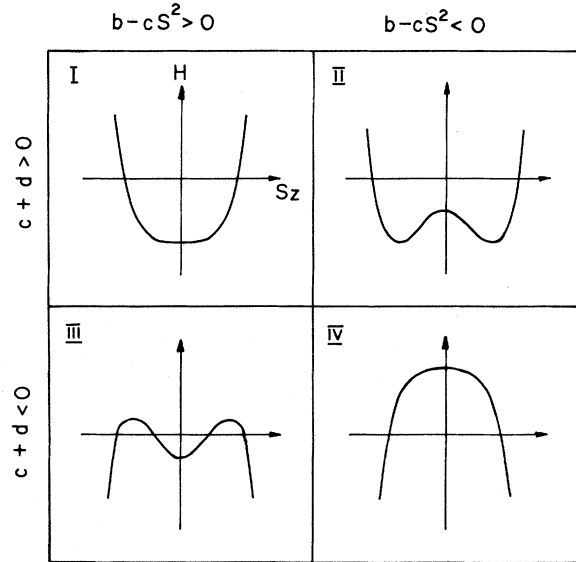 b-cS²>0
b-cS²<0
c+d>0
I
H
Sz
II
c+d<0
III
IV